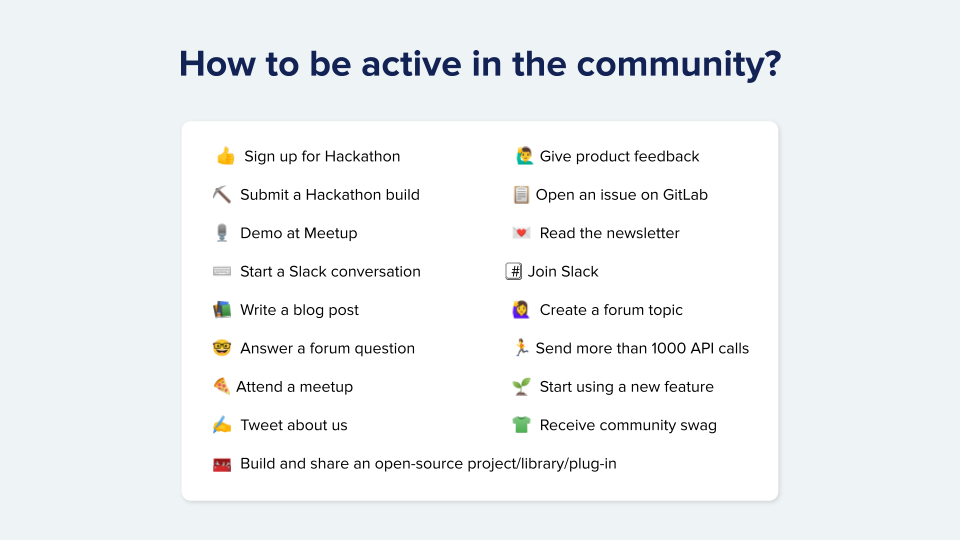 How to be active in the community?
👍 Sign up for Hackathon
⛏️ Submit a Hackathon build
🎙️ Demo at Meetup
⌨️ Start a Slack conversation
📚 Write a blog post
🤓 Answer a forum question
🍕 Attend a meetup
✍️ Tweet about us
🧰 Build and share an open-source project/library/plug-in
🙋‍♂️ Give product feedback
📋 Open an issue on GitLab
💌 Read the newsletter
#️⃣ Join Slack
🙋‍♀️ Create a forum topic
🏃 Send more than 1000 API calls
🌱 Start using a new feature
👕 Receive community swag